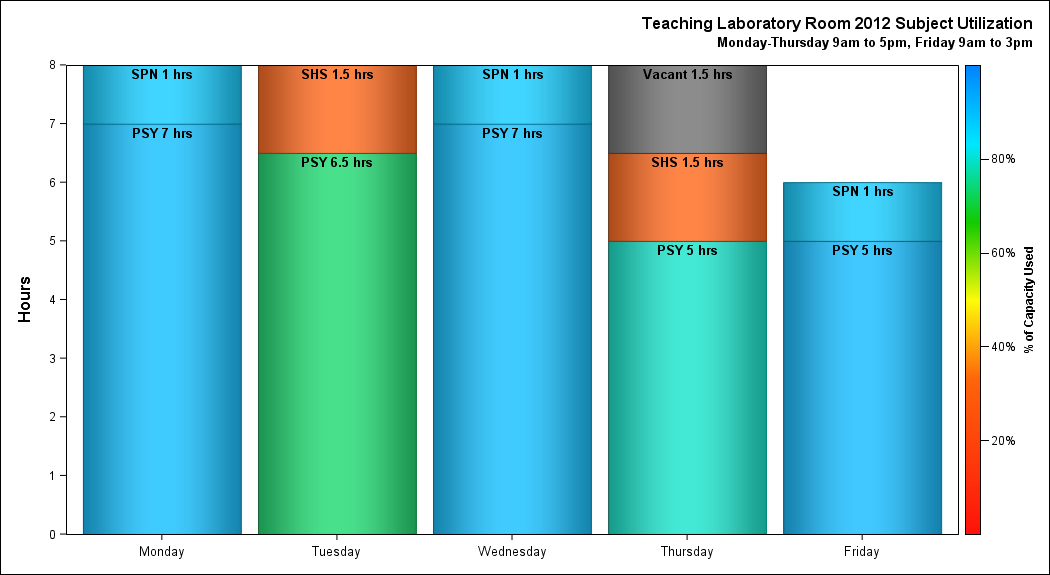 Teaching Laboratory Room 2012 Subject Utilization
Monday-Thursday 9am to 5pm, Friday 9am to 3pm
8
7
6
5
4
3
2
1
0
Hours
SPN 1 hrs
PSY 7 hrs
SHS 1.5 hrs
PSY 6.5 hrs
SPN 1 hrs
PSY 7 hrs
Vacant 1.5 hrs
SHS 1.5 hrs
PSY 5 hrs
SPN 1 hrs
PSY 5 hrs
Monday
Tuesday
Wednesday
Thursday
Friday
80%
60%
40%
20%
% of Capacity Used